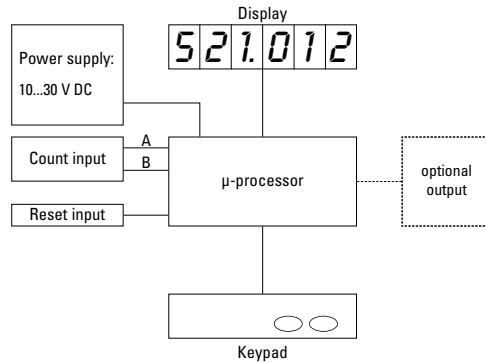 Display
521.012
Power supply:
10...30 V DC
A
Count input
B
µ-processor
optional
output
Reset input
Keypad